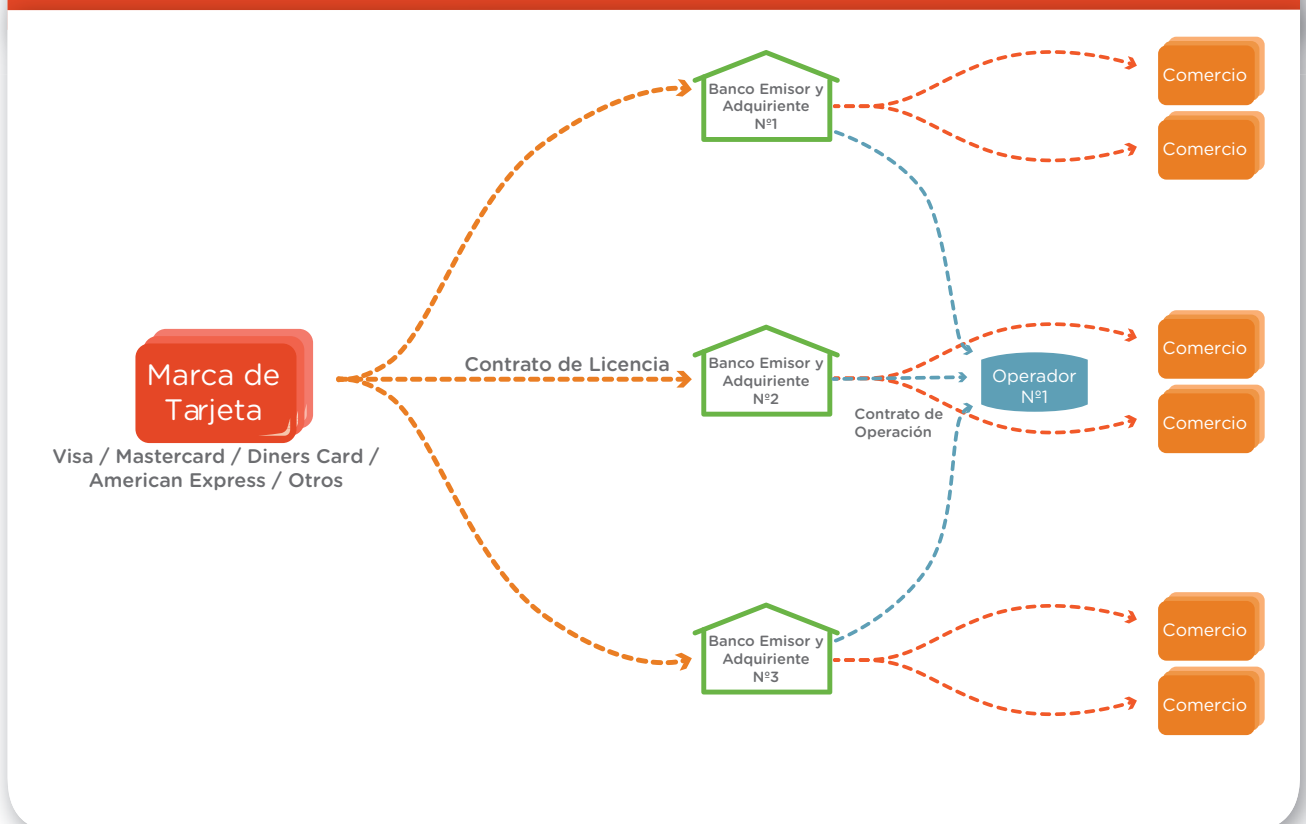 Banco Emisor y
Adquiriente
Nº1
Comercio
Comercio
Marca de
Tarjeta
Visa / Mastercard / Diners Card /
American Express / Otros
Contrato de Licencia
Banco Emisor y
Adquiriente
Nº2
Contrato de
Operación
Operador
Nº1
Comercio
Comercio
Banco Emisor y
Adquiriente
Nº3
Comercio
Comercio